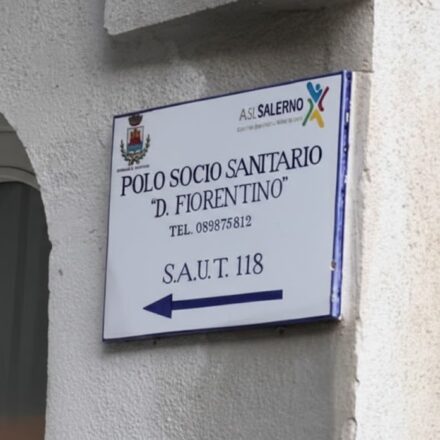 ASL SALERNO
POLO SOCIO SANITARIO
"D. FIORENTINO"
TEL. 089875812
S.A.U.T. 118